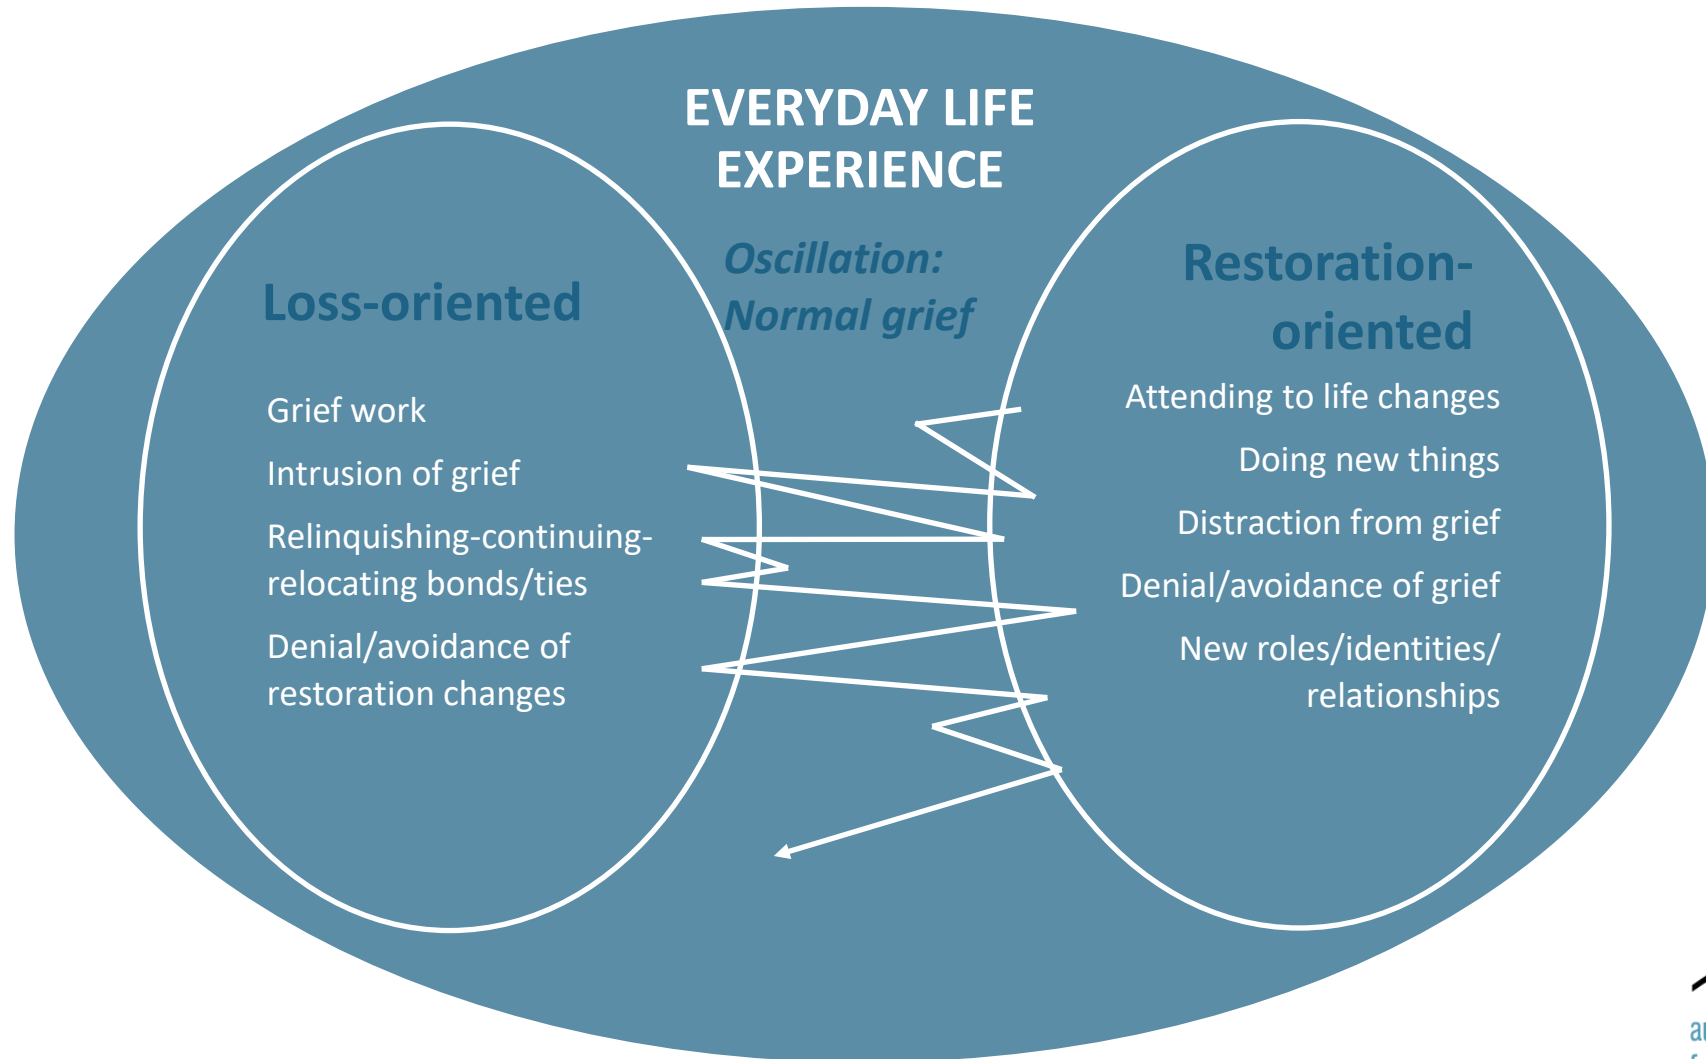 EVERYDAY LIFE
EXPERIENCE
Oscillation:
Normal grief
Loss-oriented
Grief work
Intrusion of grief
Relinquishing-continuing-
relocating bonds/ties
Denial/avoidance of
restoration changes
Restoration-
oriented
Attending to life changes
Doing new things
Distraction from grief
Denial/avoidance of grief
New roles/identities/
relationships